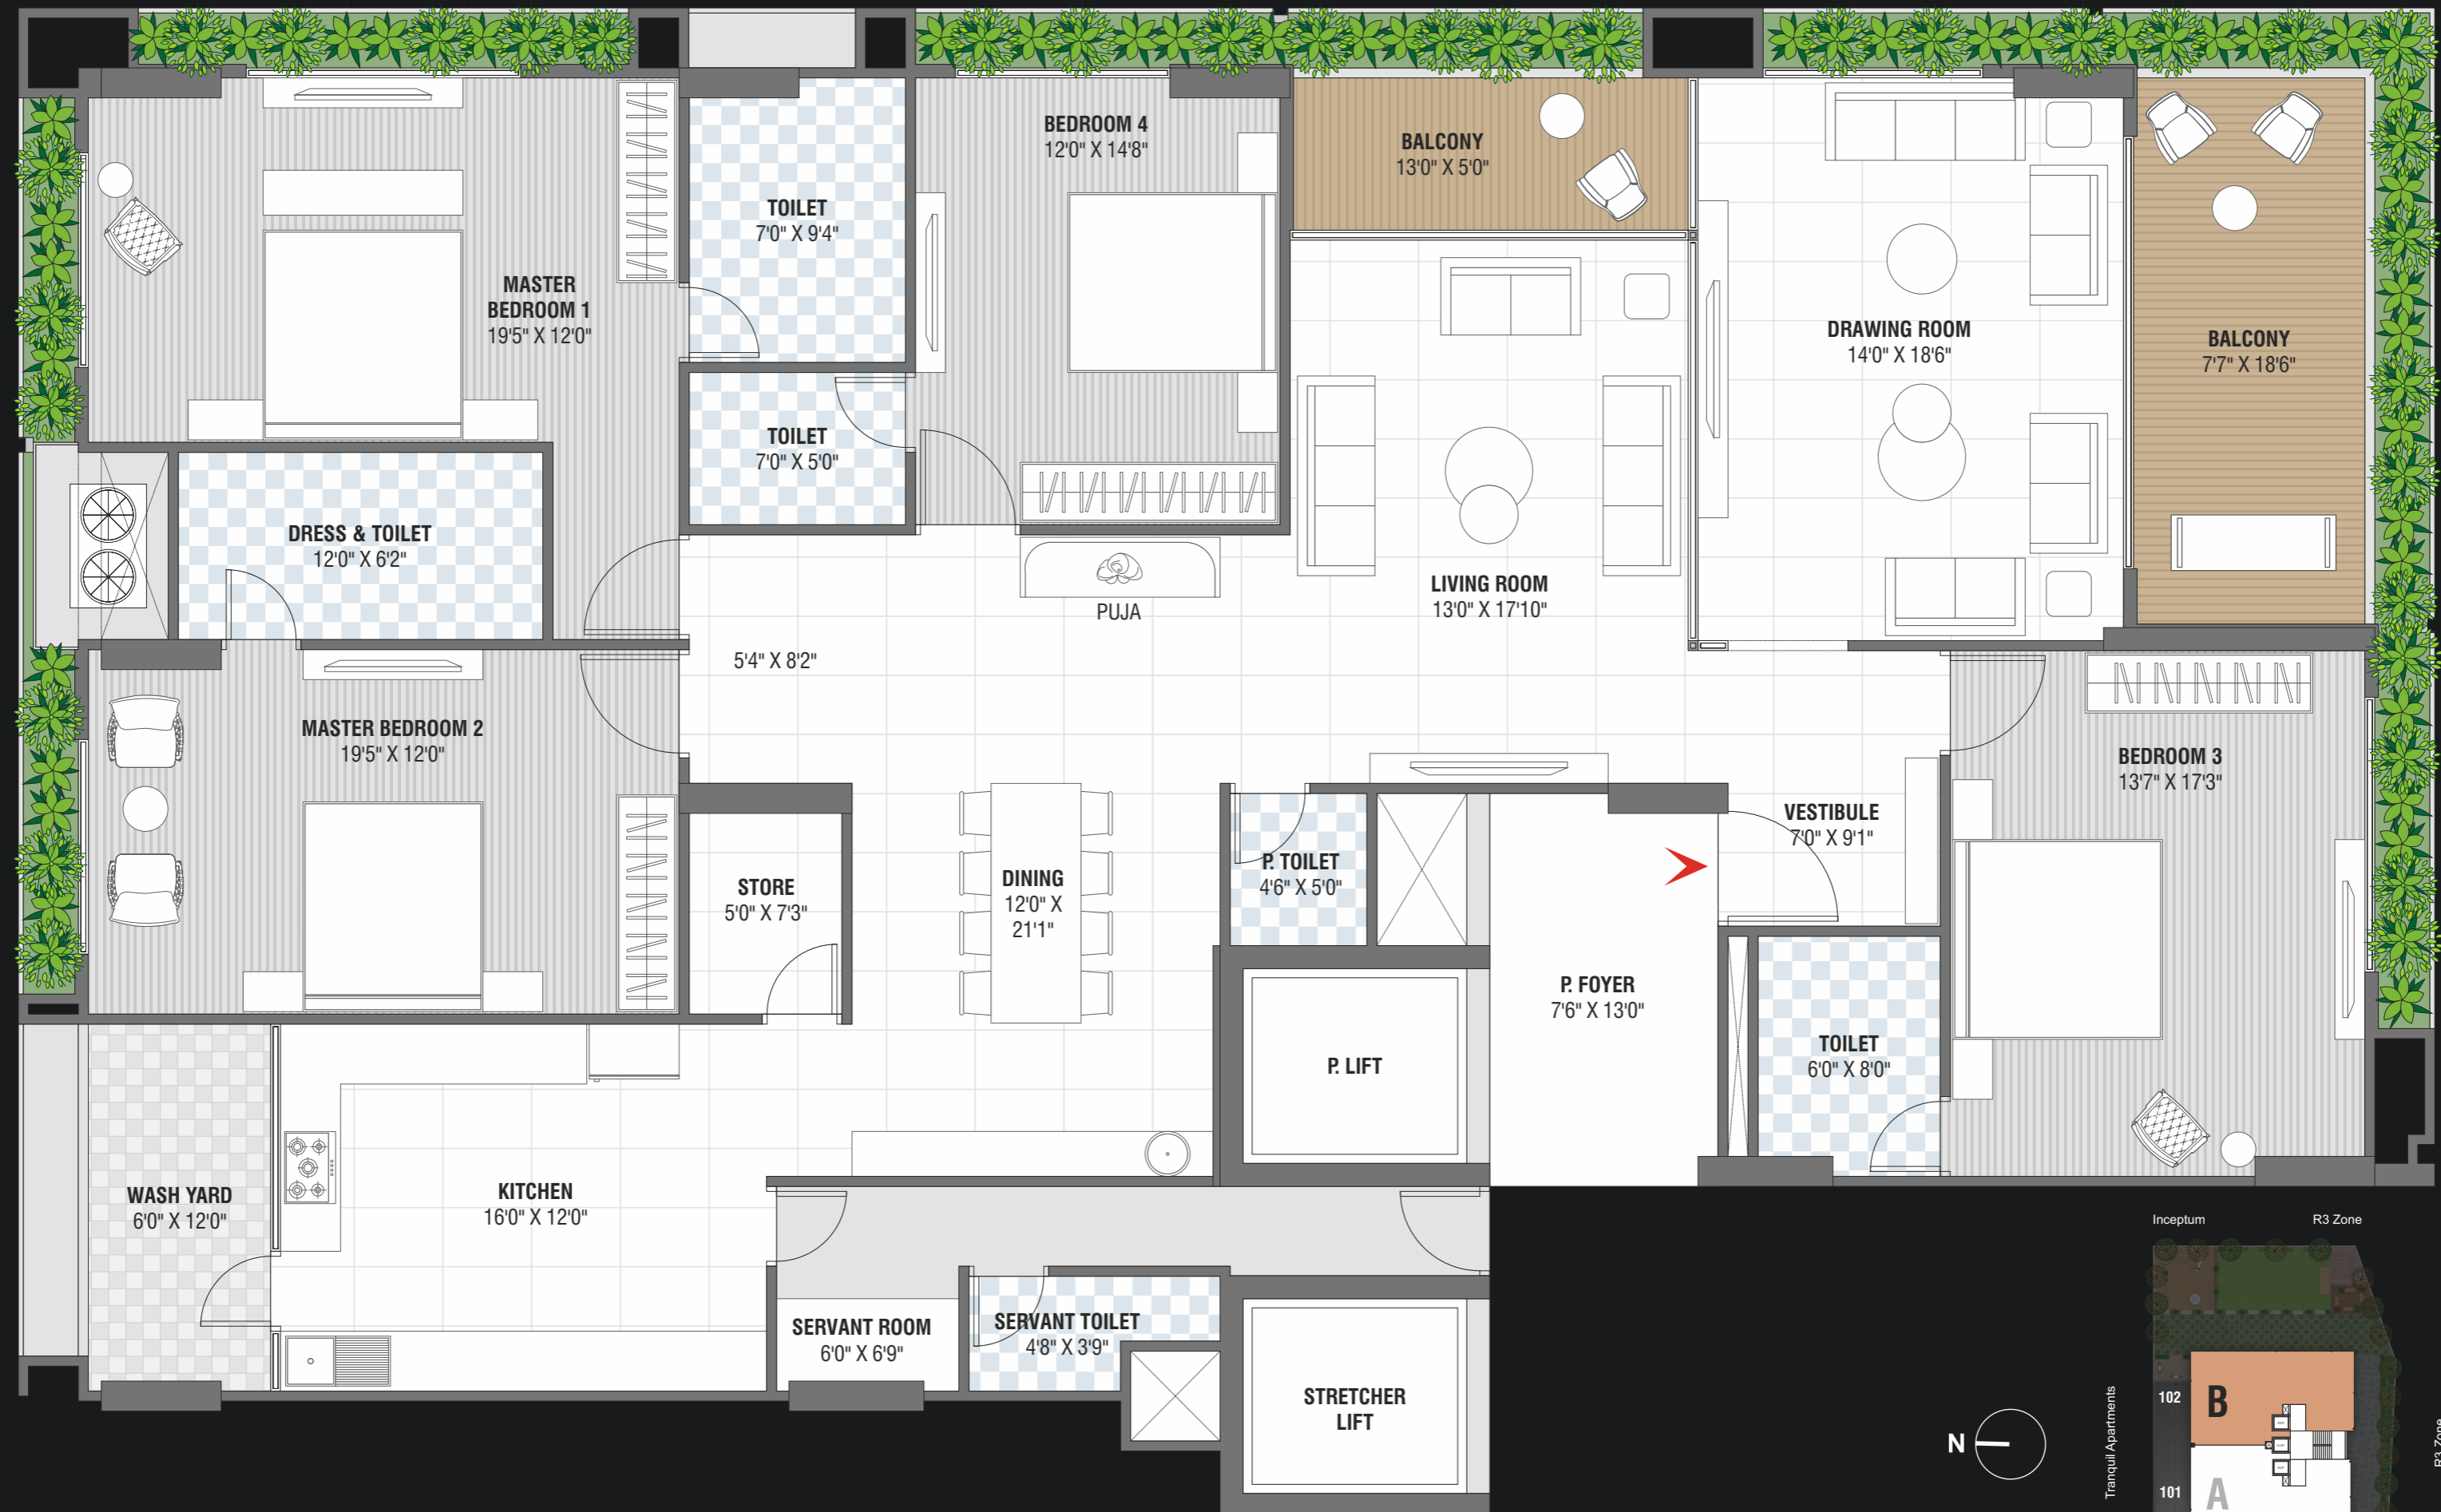 BEDROOM 4
12'0" X 14'8"
BALCONY
13'0" X 5'0"
TOILET
7'0" X 9'4"
MASTER
BEDROOM 1
19'5" X 12'0"
DRAWING ROOM
14'0" X 18'6"
BALCONY
7'7" X 18'6"
TOILET
7'0" X 5'0"
DRESS & TOILET
12'0" X 6'2"
LIVING ROOM
13'0" X 17'10"
PUJA
5'4" X 8'2"
MASTER BEDROOM 2
19'5" X 12'0"
BEDROOM 3
13'7" X 17'3"
VESTIBULE
7'0" X 9'1"
P. TOILET
4'6" X 5'0"
DINING
12'0" X
21'1"
STORE
5'0" X 7'3"
P. FOYER
7'6" X 13'0"
TOILET
6'0" X 8'0"
P. LIFT
WASH YARD
6'0" X 12'0"
KITCHEN
16'0" X 12'0"
SERVANT ROOM
6'0" X 6'9"
SERVANT TOILET
4'8" X 3'9"
STRETCHER
LIFT
Inceptum
R3 Zone
102
B
N
Tranquil Apartments
R3 Zone
101
A